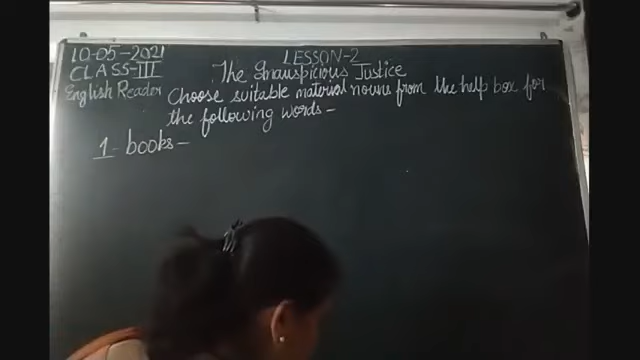 10-05-2021
CLASS-III
English Reader
LESSON-2
The Inauspicious Justice
Choose suitable material nouns from the help box for
the following words-
1- books-